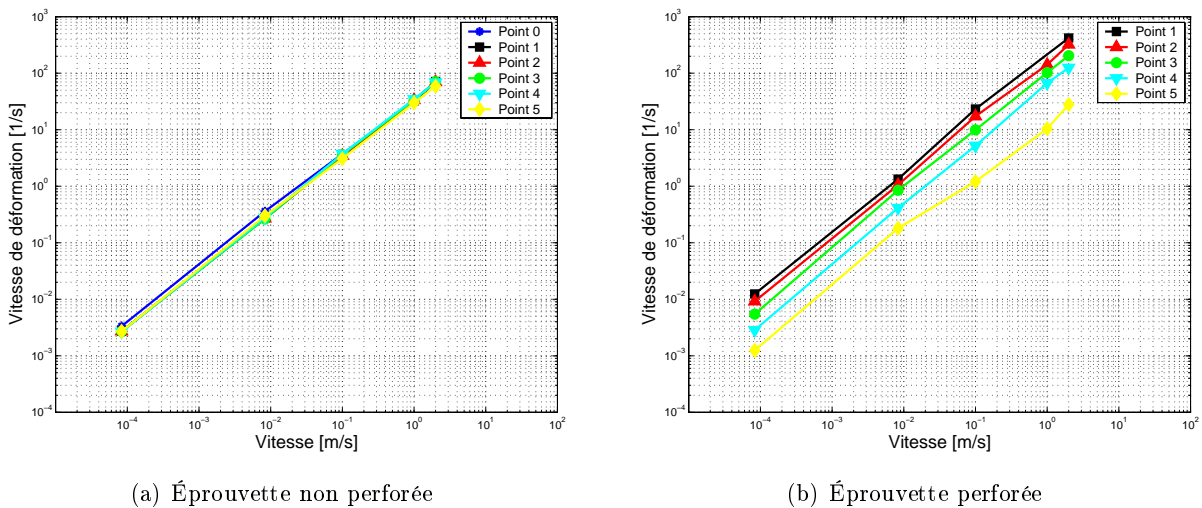 10³
10²
10¹
10⁰
10⁻¹
10⁻²
10⁻³
10⁻⁴
Vitesse de déformation [1/s]
Point 0
Point 1
Point 2
Point 3
Point 4
Point 5
10⁻⁴ 10⁻³ 10⁻² 10⁻¹ 10⁰ 10¹ 10²
Vitesse [m/s]
(a) Éprouvette non perforée
10³
10²
10¹
10⁰
10⁻¹
10⁻²
10⁻³
10⁻⁴
Vitesse de déformation [1/s]
Point 1
Point 2
Point 3
Point 4
Point 5
10⁻⁴ 10⁻³ 10⁻² 10⁻¹ 10⁰ 10¹ 10²
Vitesse [m/s]
(b) Éprouvette perforée